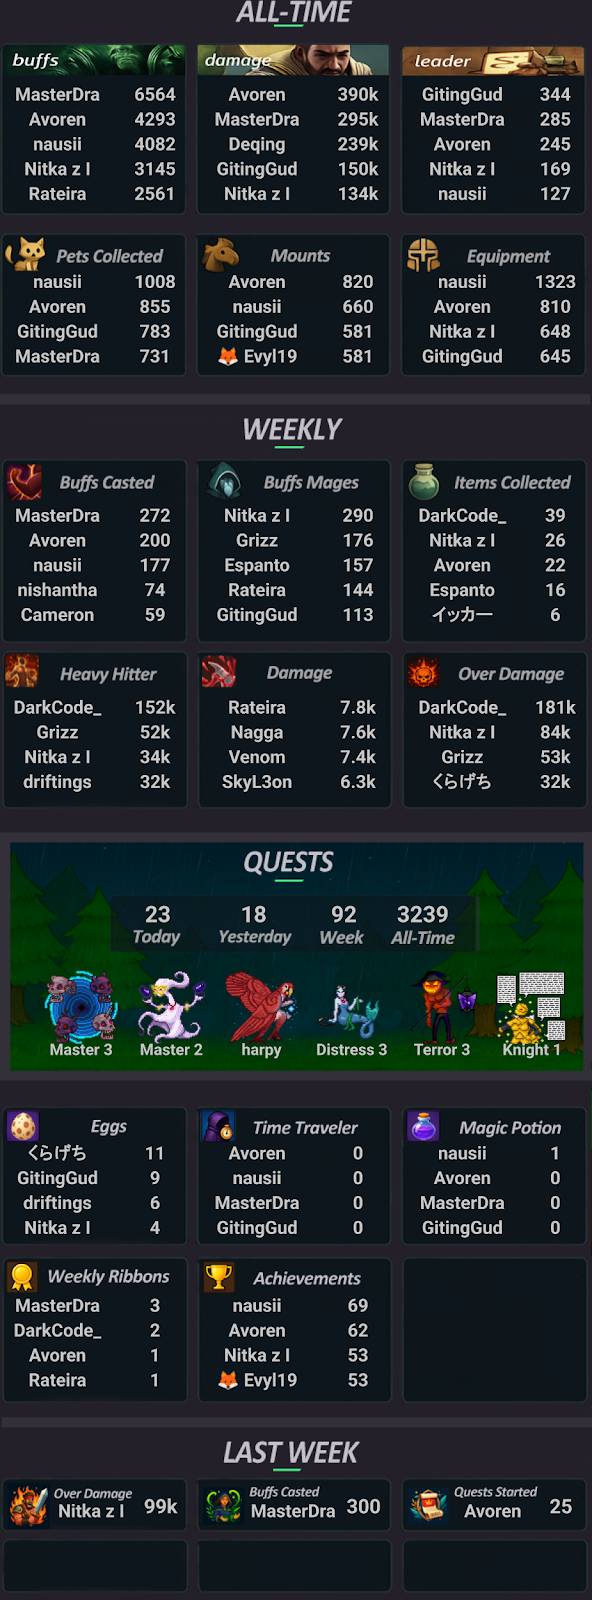 ALL-TIME
buffs
MasterDra 6564
Avoren 4293
nausii 4082
Nitka z l 3145
Rateira 2561
damage
Avoren 390k
MasterDra 295k
Deqing 239k
GitingGud 150k
Nitka z l 134k
leader
GitingGud 344
MasterDra 285
Avoren 245
Nitka z l 169
nausii 127
Pets Collected
nausii 1008
Avoren 855
GitingGud 783
MasterDra 731
Mounts
Avoren 820
nausii 660
GitingGud 581
🦊 Evyl19 581
Equipment
nausii 1323
Avoren 810
Nitka z l 648
GitingGud 645
WEEKLY
Buffs Casted
MasterDra 272
Avoren 200
nausii 177
nishantha 74
Cameron 59
Buffs Mages
Nitka z l 290
Grizz 176
Espanto 157
Rateira 144
GitingGud 113
Items Collected
DarkCode_ 39
Nitka z l 26
Avoren 22
Espanto 16
イッカー 6
Heavy Hitter
DarkCode_ 152k
Grizz 52k
Nitka z l 34k
driftings 32k
Damage
Rateira 7.8k
Nagga 7.6k
Venom 7.4k
SkyL3on 6.3k
Over Damage
DarkCode_ 181k
Nitka z l 84k
Grizz 53k
くらげち 32k
QUESTS
23 18 92 3239
Today Yesterday Week All-Time
Master 3 Master 2 harpy Distress 3 Terror 3 Knight 1
Eggs
くらげち 11
GitingGud 9
driftings 6
Nitka z l 4
Time Traveler
Avoren 0
nausii 0
MasterDra 0
GitingGud 0
Magic Potion
nausii 1
Avoren 0
MasterDra 0
GitingGud 0
Weekly Ribbons
MasterDra 3
DarkCode_ 2
Avoren 1
Rateira 1
Achievements
nausii 69
Avoren 62
Nitka z l 53
🦊 Evyl19 53
LAST WEEK
Over Damage
Nitka z l 99k
Buffs Casted
MasterDra 300
Quests Started
Avoren 25